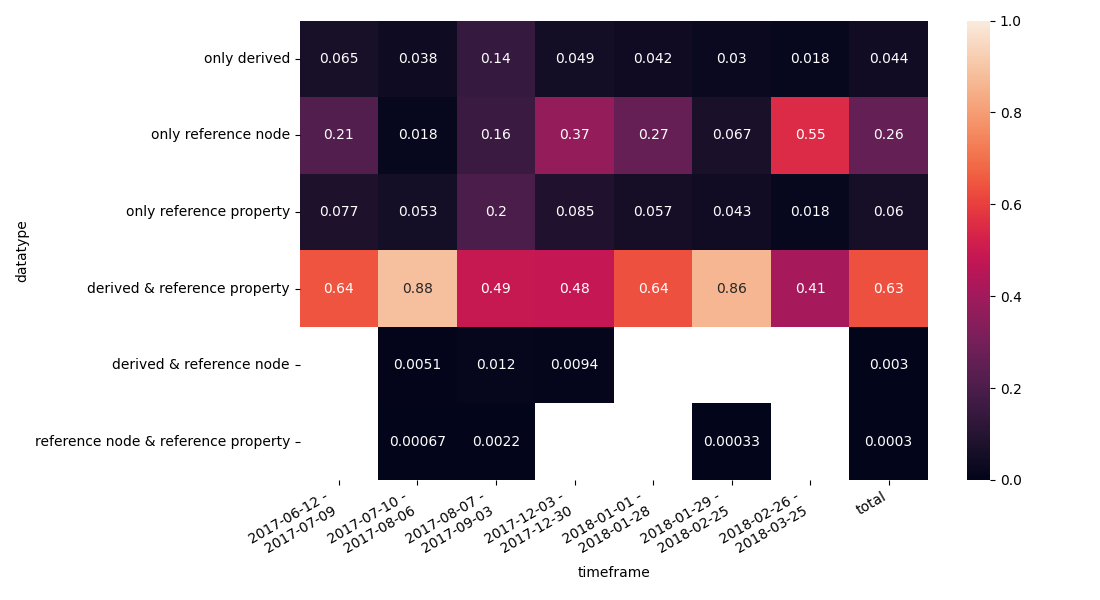 only derived
0.065 0.038 0.14 0.049 0.042 0.03 0.018 0.044
only reference node
0.21 0.018 0.16 0.37 0.27 0.067 0.55 0.26
only reference property
0.077 0.053 0.2 0.085 0.057 0.043 0.018 0.06
derived & reference property
0.64 0.88 0.49 0.48 0.64 0.86 0.41 0.63
derived & reference node
0.0051 0.012 0.0094 0.003
reference node & reference property
0.00067 0.0022 0.00033 0.0003
datatype
2017-06-12 -
2017-07-09
2017-07-10 -
2017-08-06
2017-08-07 -
2017-09-03
2017-12-03 -
2017-12-30
2018-01-01 -
2018-01-28
2018-01-29 -
2018-02-25
2018-02-26 -
2018-03-25
total
timeframe
1.0
0.8
0.6
0.4
0.2
0.0